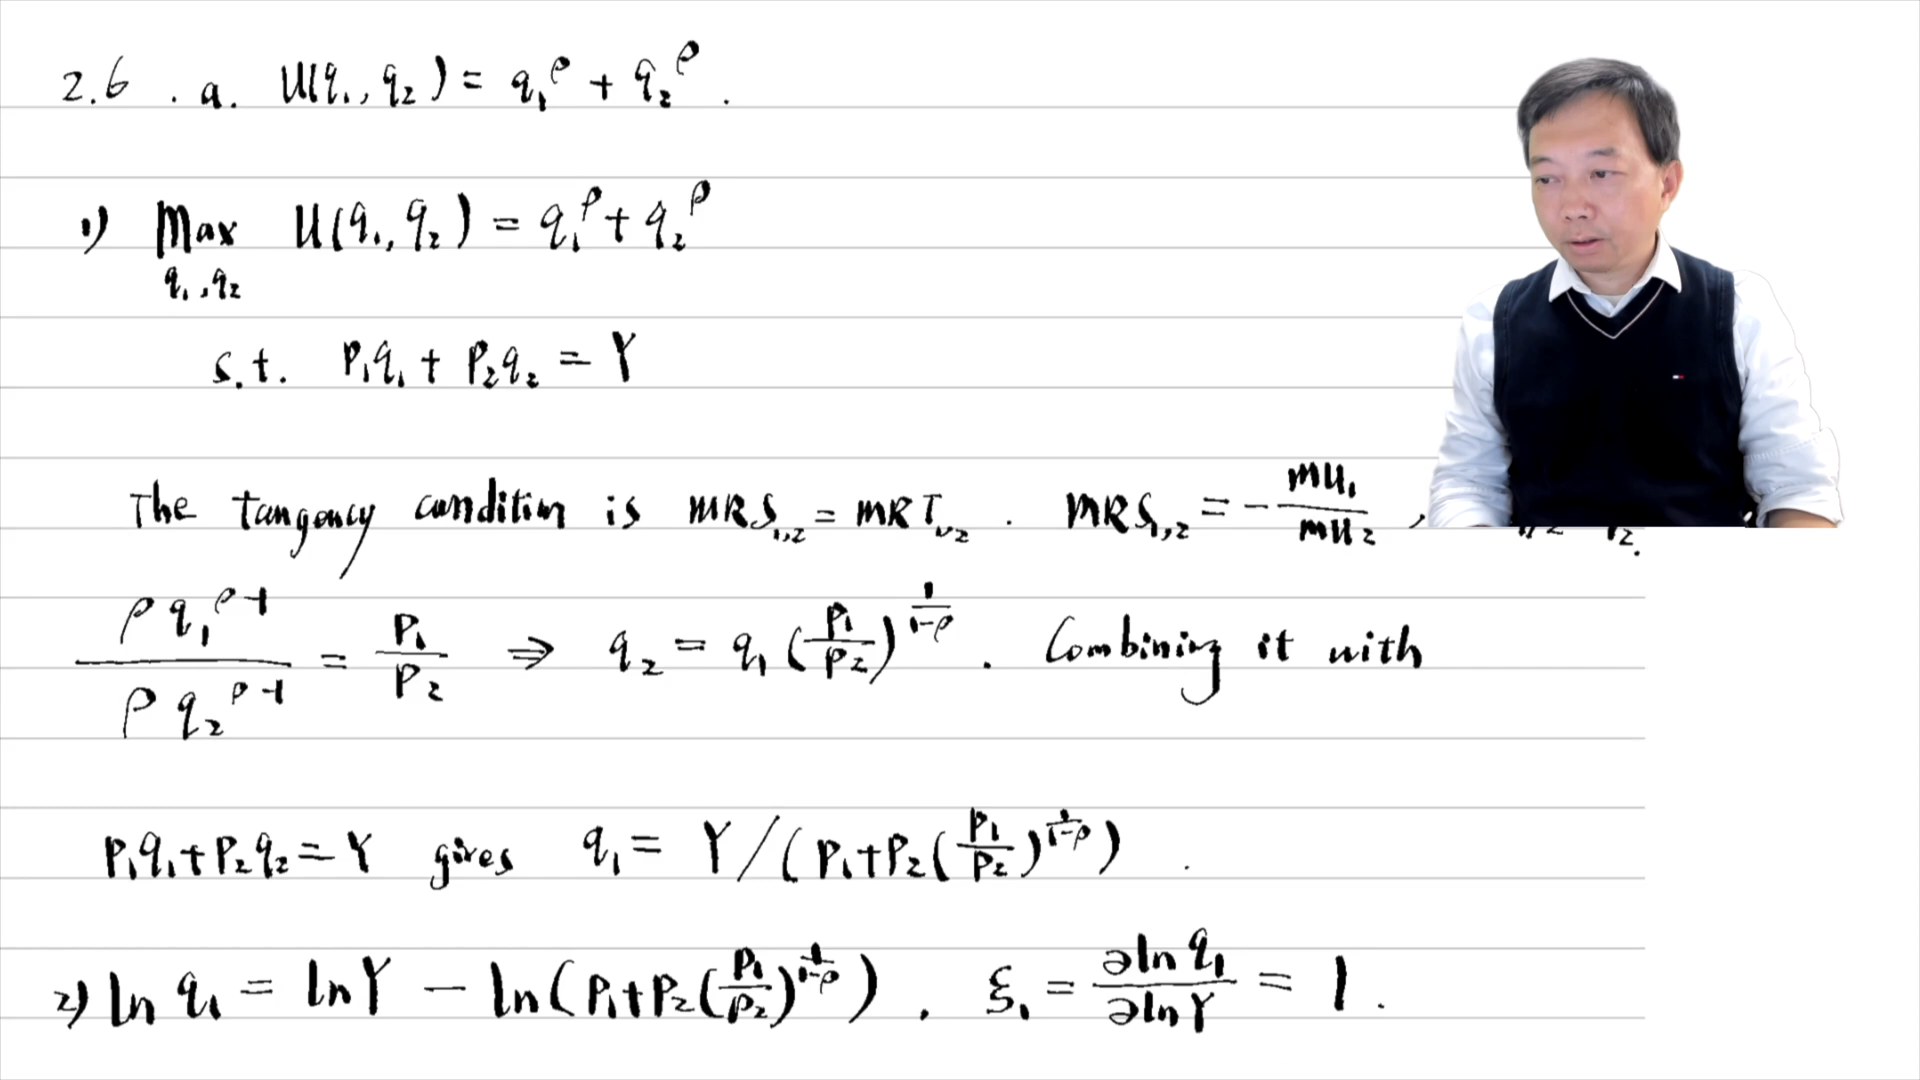 2.6 . a. U(q₁, q₂) = q₁^ρ + q₂^ρ .
1) Max U(q₁, q₂) = q₁^ρ + q₂^ρ
q₁, q₂
s.t. P₁q₁ + P₂q₂ = Y
The tangency condition is MRS₁,₂ = MRT₁,₂ . MRS₁,₂ = - MU₁/MU₂ ,
ρq₁^(ρ-1) / ρq₂^(ρ-1) = P₁/P₂ ⇒ q₂ = q₁ (P₁/P₂)^(1/(1-ρ)) . Combining it with
P₁q₁ + P₂q₂ = Y gives q₁ = Y / (P₁ + P₂(P₁/P₂)^(1/(1-ρ))) .
2) ln q₁ = ln Y - ln(P₁ + P₂(P₁/P₂)^(1/(1-ρ))) . ξ₁ = ∂ln q₁/∂ln Y = 1 .